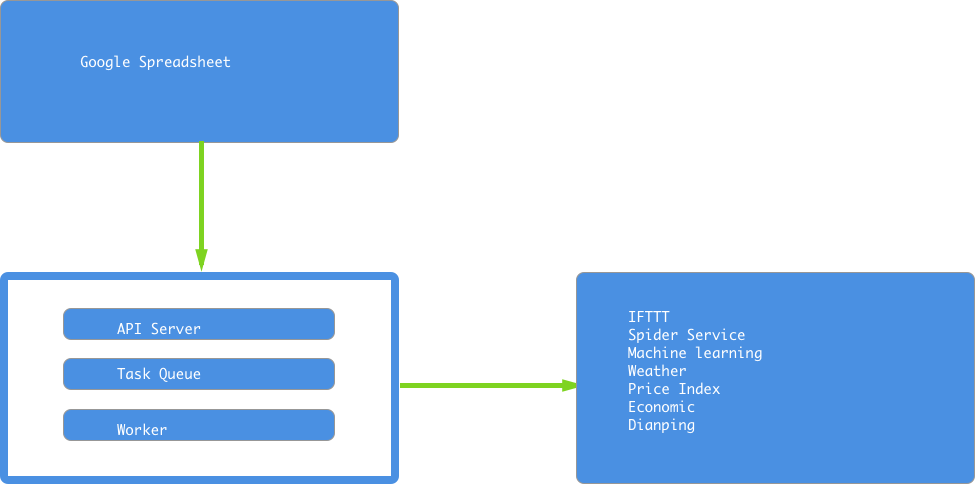 Google Spreadsheet
API Server
Task Queue
Worker
IFTTT
Spider Service
Machine learning
Weather
Price Index
Economic
Dianping